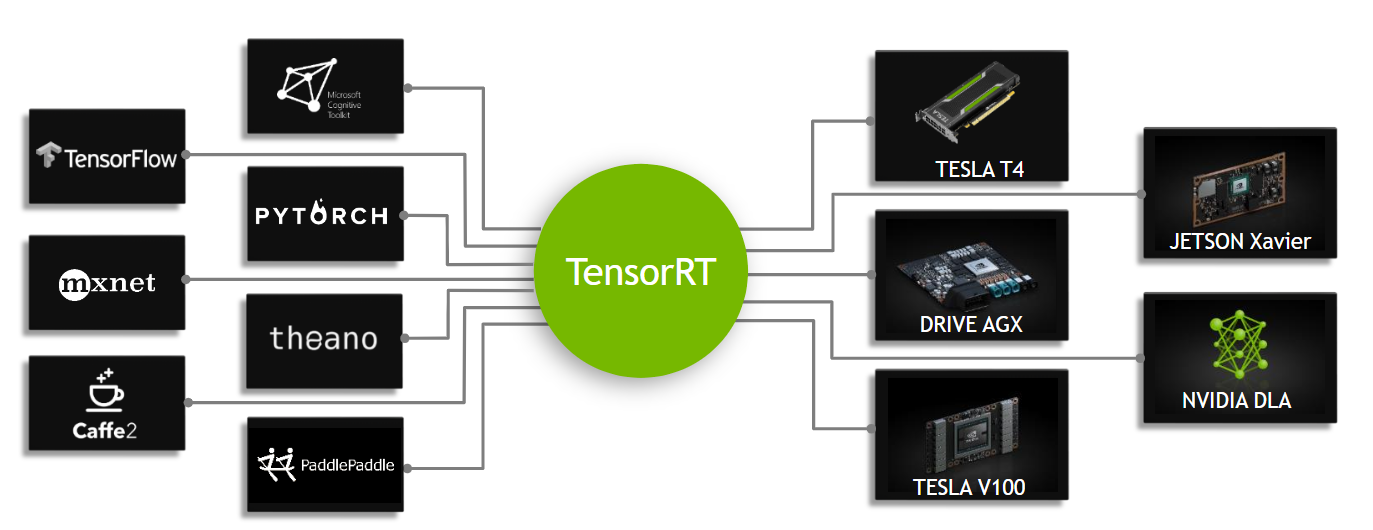 Microsoft
Cognitive
Toolkit
TensorFlow
PYTORCH
mxnet
theano
Caffe2
PaddlePaddle
TensorRT
TESLA
TESLA T4
JETSON Xavier
DRIVE AGX
NVIDIA DLA
TESLA V100